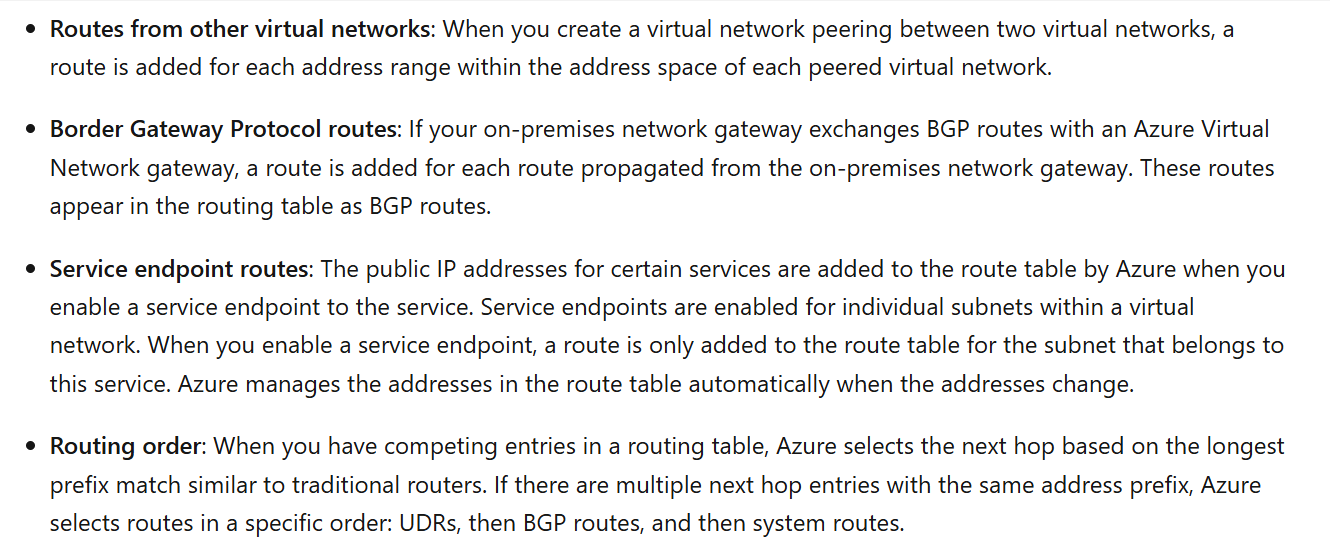 • Routes from other virtual networks: When you create a virtual network peering between two virtual networks, a
route is added for each address range within the address space of each peered virtual network.
• Border Gateway Protocol routes: If your on-premises network gateway exchanges BGP routes with an Azure Virtual
Network gateway, a route is added for each route propagated from the on-premises network gateway. These routes
appear in the routing table as BGP routes.
• Service endpoint routes: The public IP addresses for certain services are added to the route table by Azure when you
enable a service endpoint to the service. Service endpoints are enabled for individual subnets within a virtual
network. When you enable a service endpoint, a route is only added to the route table for the subnet that belongs to
this service. Azure manages the addresses in the route table automatically when the addresses change.
• Routing order: When you have competing entries in a routing table, Azure selects the next hop based on the longest
prefix match similar to traditional routers. If there are multiple next hop entries with the same address prefix, Azure
selects routes in a specific order: UDRs, then BGP routes, and then system routes.